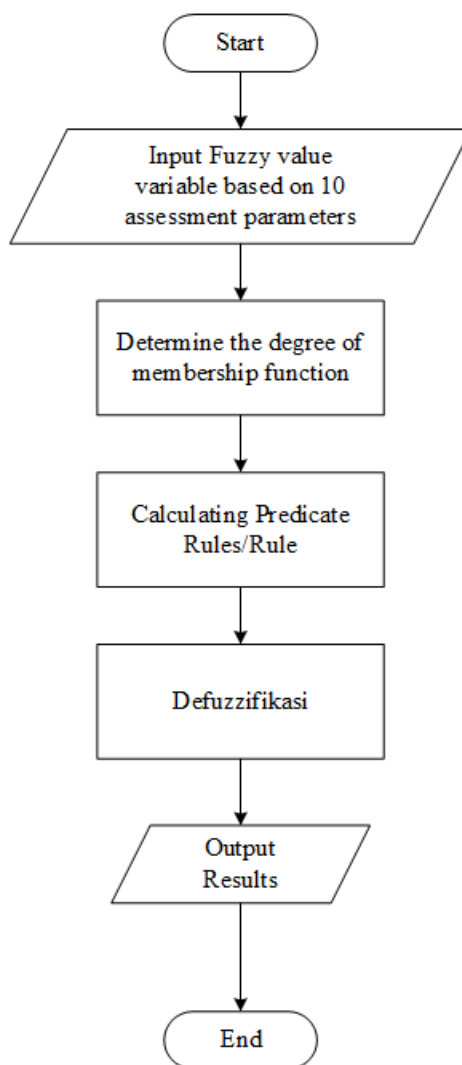 Start
Input Fuzzy value
variable based on 10
assessment parameters
Determine the degree of
membership function
Calculating Predicate
Rules/Rule
Defuzzifikasi
Output
Results
End